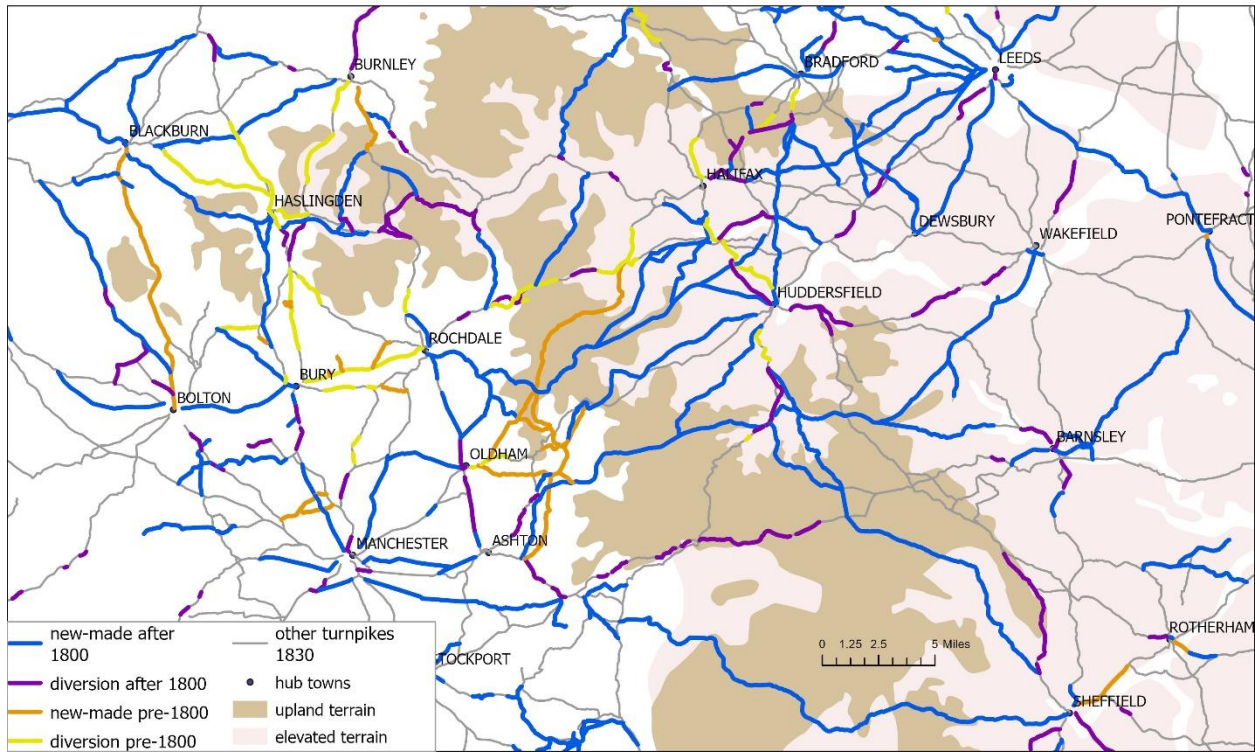 BURNLEY
BRADFORD
LEEDS
BLACKBURN
HALIFAX
HASLINGDEN
DEWSBURY
PONTEFRACT
WAKEFIELD
HUDDERSFIELD
ROCHDALE
BURY
BOLTON
BARNSLEY
OLDHAM
MANCHESTER
ASHTON
ROTHERHAM
TOCKPORT
SHEFFIELD
0 1.25 2.5 5 Miles
new-made after
1800
diversion after 1800
new-made pre-1800
diversion pre-1800
other turnpikes
1830
hub towns
upland terrain
elevated terrain